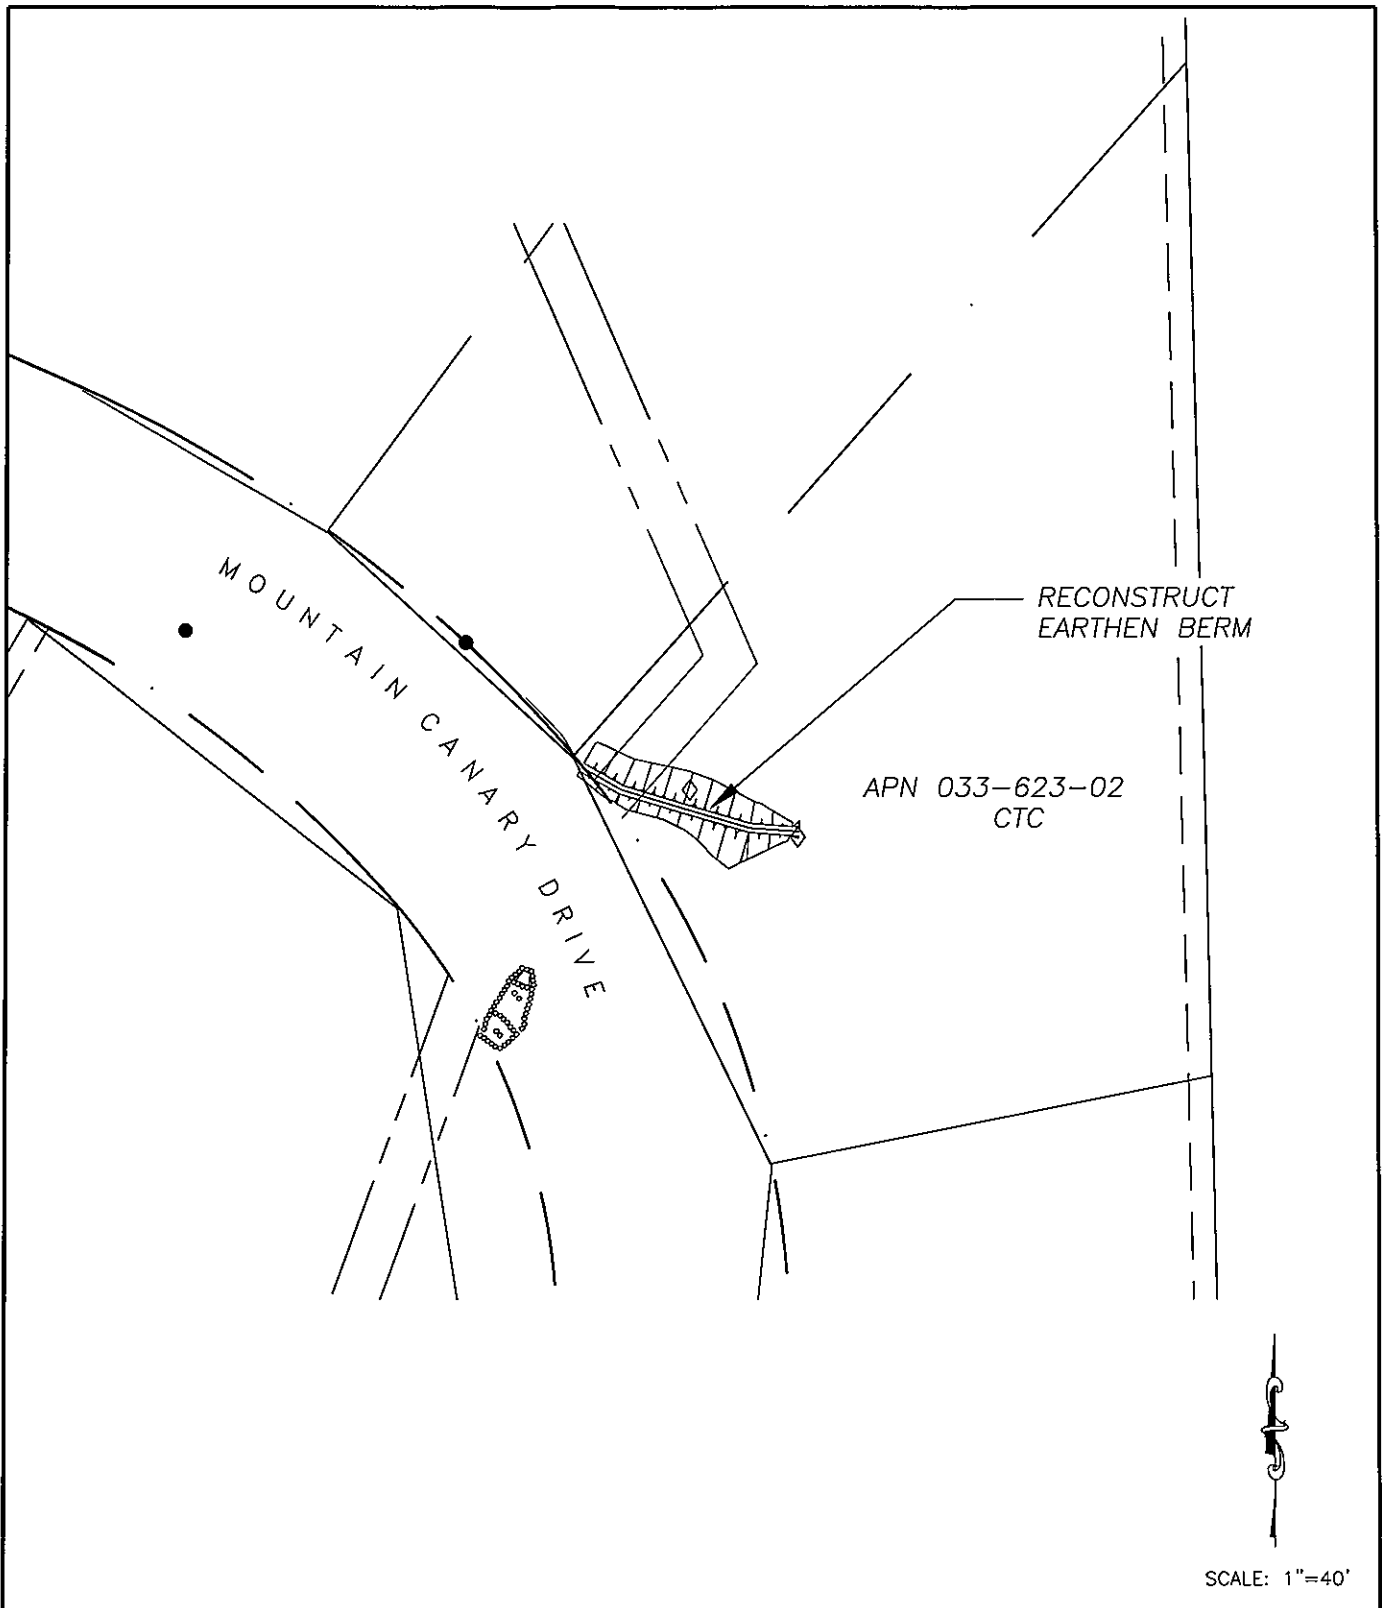 MOUNTAIN CANARY DRIVE
RECONSTRUCT
EARTHEN BERM
APN 033-623-02
CTC
SCALE: 1"=40'